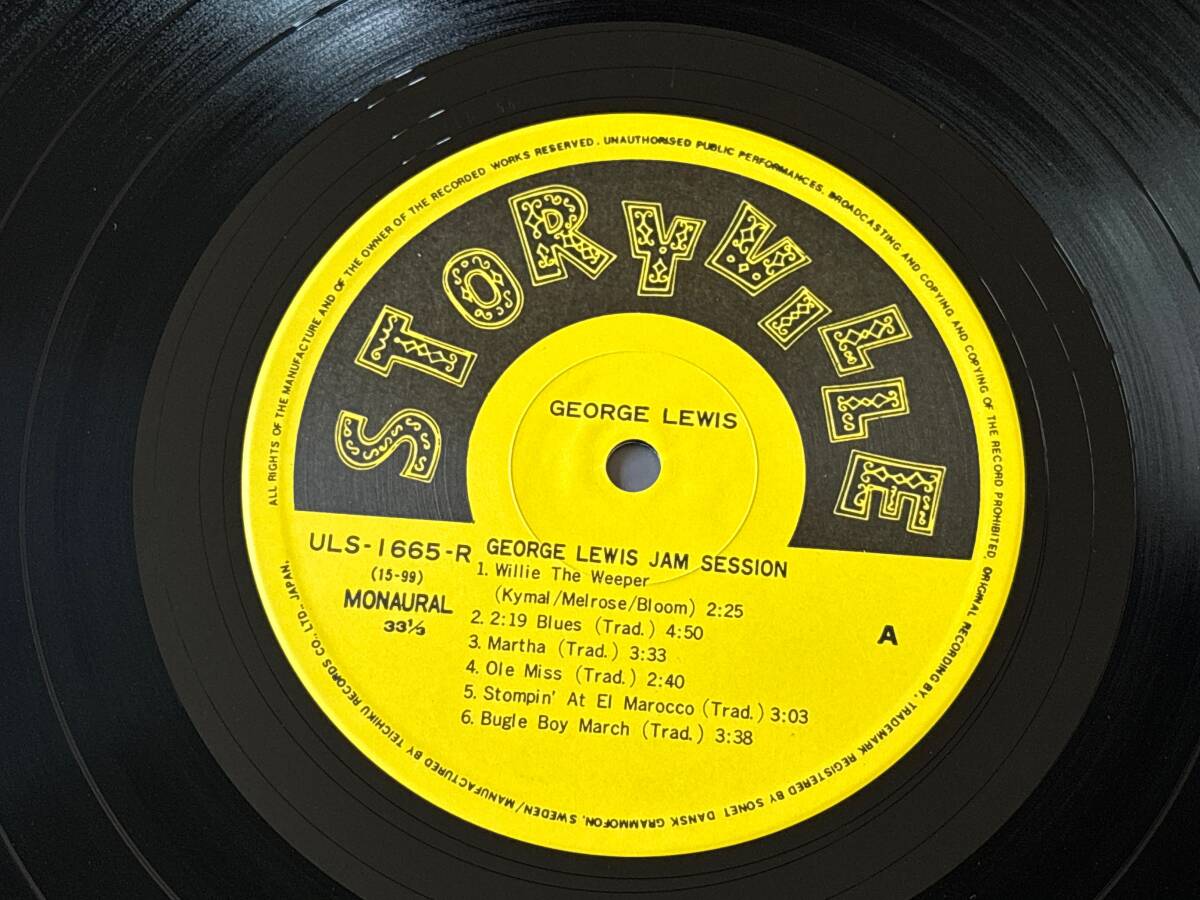 ALL RIGHTS OF THE MANUFACTURE AND OF THE OWNER OF THE RECORDED WORKS RESERVED. UNAUTHORISED PUBLIC PERFORMANCES, BROADCASTING AND COPYING AND COPYING OF THE RECORD PROHIBITED. ORIGINAL RECORDING BY, TRADEMARK REGISTERED BY SONET DANSK GRAMMOFON, SWEDEN/MANUFACTURED BY TEICHIKU RECORDS CO., LTD., JAPAN.
STORYVILLE
GEORGE LEWIS
ULS-1665-R
(15-99)
MONAURAL
33⅓
GEORGE LEWIS JAM SESSION
1. Willie The Weeper
(Kymal/Melrose/Bloom) 2:25
2. 2:19 Blues (Trad.) 4:50
3. Martha (Trad.) 3:33
4. Ole Miss (Trad.) 2:40
5. Stompin' At El Marocco (Trad.) 3:03
6. Bugle Boy March (Trad.) 3:38
A